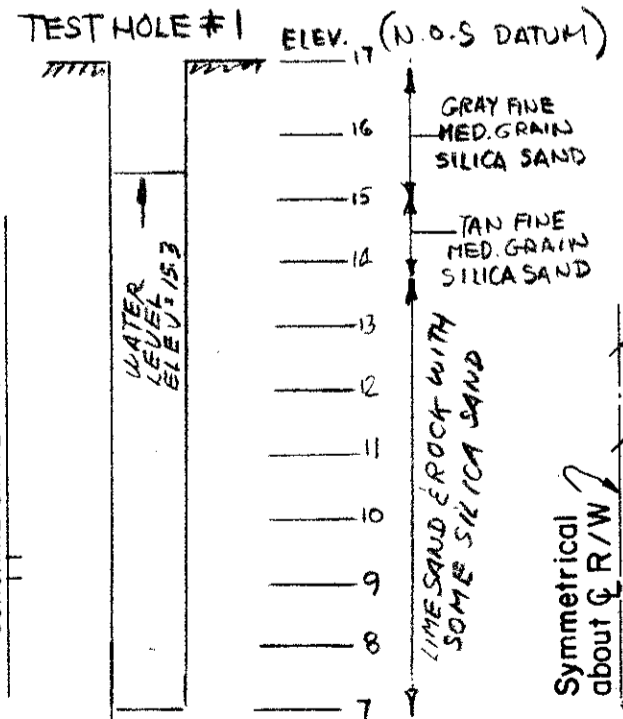 TEST HOLE #1
ELEV. (N.O.S DATUM)
17
16
15
14
13
12
11
10
9
8
7
GRAY FINE
MED. GRAIN
SILICA SAND
TAN FINE
MED. GRAIN
SILICA SAND
WATER
LEVEL
ELEV= 15.3
LIME SAND & ROCK WITH
SOME SILICA SAND
Symmetrical
about ℄ R/W